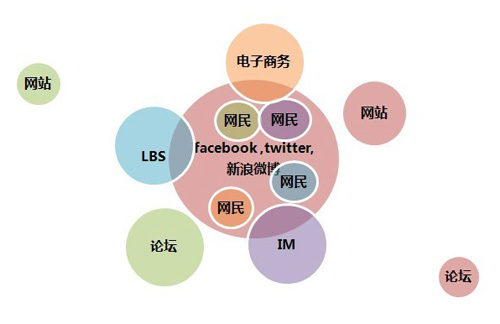 电子商务
网站
网站
网民
网民
facebook ,twitter,
LBS
新浪微博
网民
网民
论坛
IM
论坛